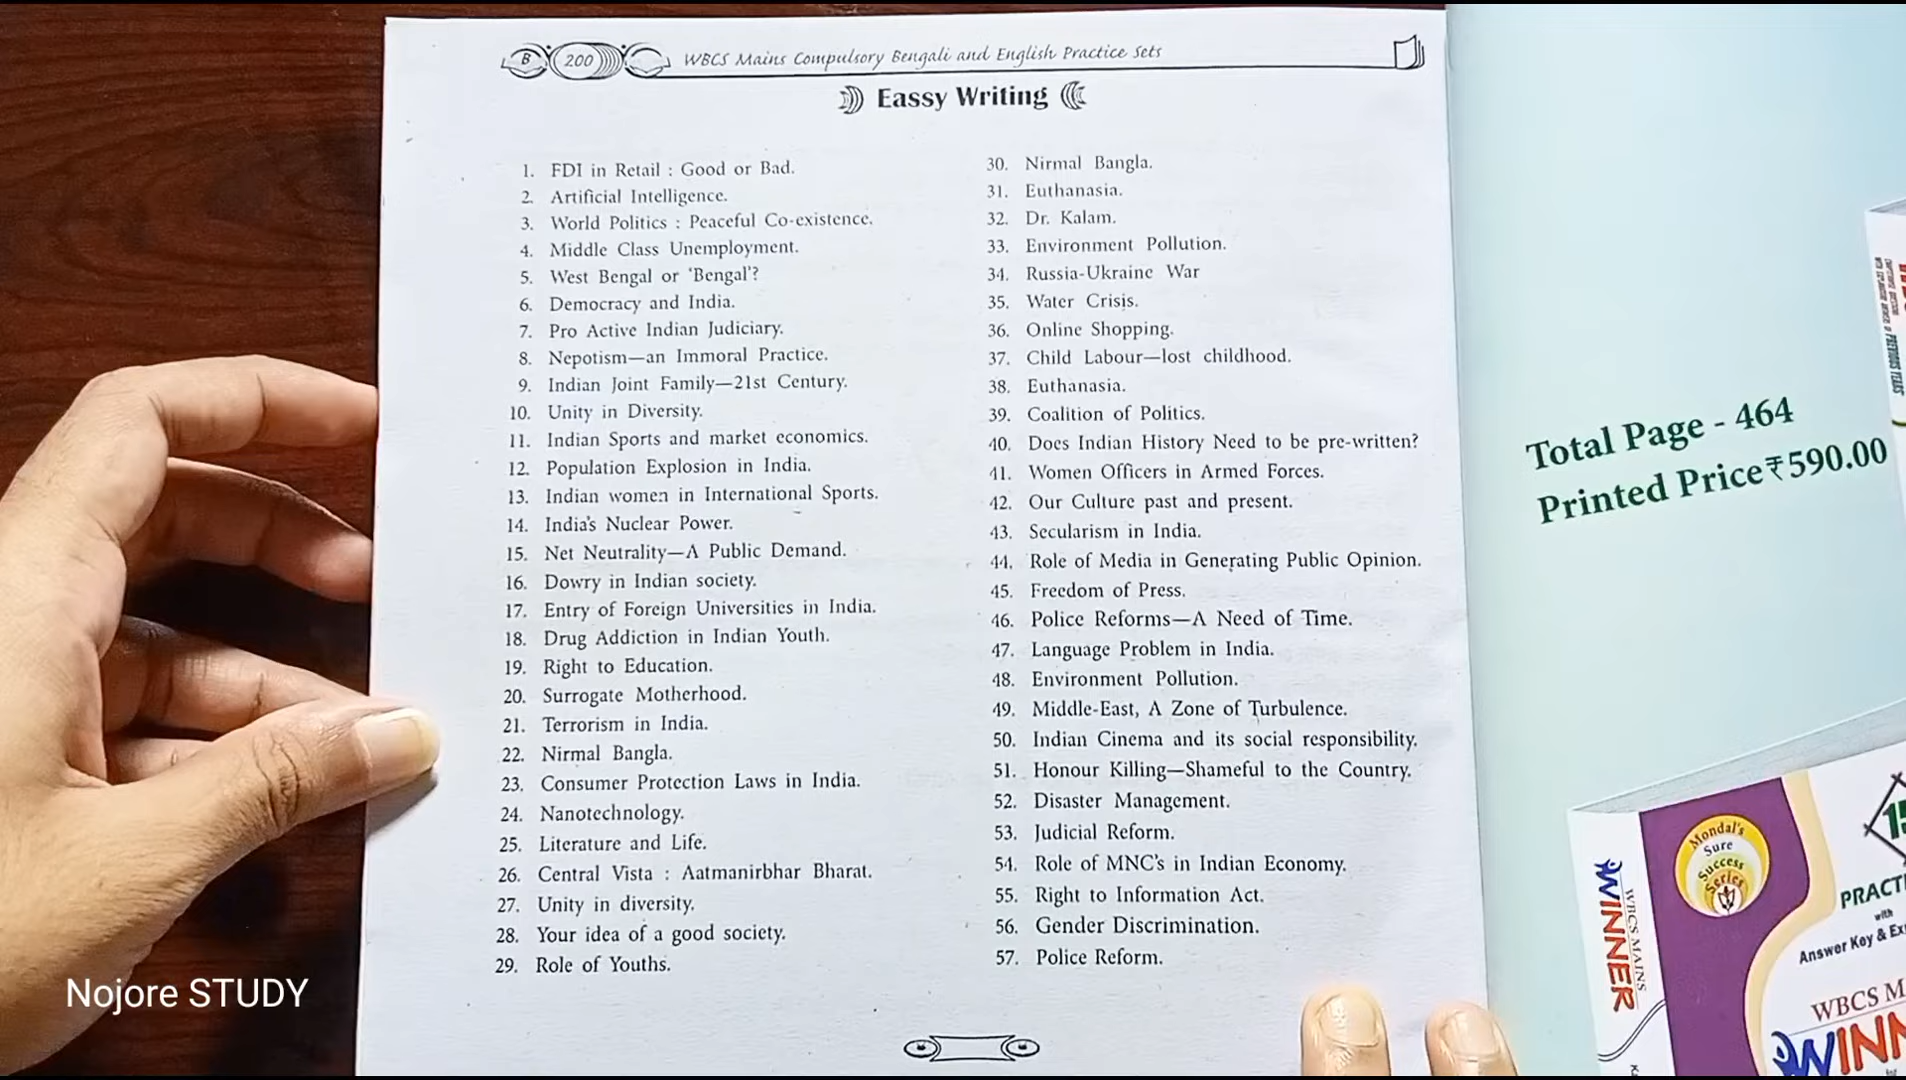 B 200 WBCS Mains Compulsory Bengali and English Practice Sets
Eassy Writing
1. FDI in Retail : Good or Bad.
2. Artificial Intelligence.
3. World Politics : Peaceful Co-existence.
4. Middle Class Unemployment.
5. West Bengal or 'Bengal'?
6. Democracy and India.
7. Pro Active Indian Judiciary.
8. Nepotism—an Immoral Practice.
9. Indian Joint Family—21st Century.
10. Unity in Diversity.
11. Indian Sports and market economics.
12. Population Explosion in India.
13. Indian women in International Sports.
14. India's Nuclear Power.
15. Net Neutrality—A Public Demand.
16. Dowry in Indian society.
17. Entry of Foreign Universities in India.
18. Drug Addiction in Indian Youth.
19. Right to Education.
20. Surrogate Motherhood.
21. Terrorism in India.
22. Nirmal Bangla.
23. Consumer Protection Laws in India.
24. Nanotechnology.
25. Literature and Life.
26. Central Vista : Aatmanirbhar Bharat.
27. Unity in diversity.
28. Your idea of a good society.
29. Role of Youths.
30. Nirmal Bangla.
31. Euthanasia.
32. Dr. Kalam.
33. Environment Pollution.
34. Russia-Ukraine War
35. Water Crisis.
36. Online Shopping.
37. Child Labour—lost childhood.
38. Euthanasia.
39. Coalition of Politics.
40. Does Indian History Need to be pre-written?
41. Women Officers in Armed Forces.
42. Our Culture past and present.
43. Secularism in India.
44. Role of Media in Generating Public Opinion.
45. Freedom of Press.
46. Police Reforms—A Need of Time.
47. Language Problem in India.
48. Environment Pollution.
49. Middle-East, A Zone of Turbulence.
50. Indian Cinema and its social responsibility.
51. Honour Killing—Shameful to the Country.
52. Disaster Management.
53. Judicial Reform.
54. Role of MNC's in Indian Economy.
55. Right to Information Act.
56. Gender Discrimination.
57. Police Reform.
Total Page - 464
Printed Price ₹590.00
WBCS MAINS
WINNER
Mondal's
Sure
Success
Series
15
PRACTI
with
Answer Key & Ex
WBCS M
WINN
Nojore STUDY